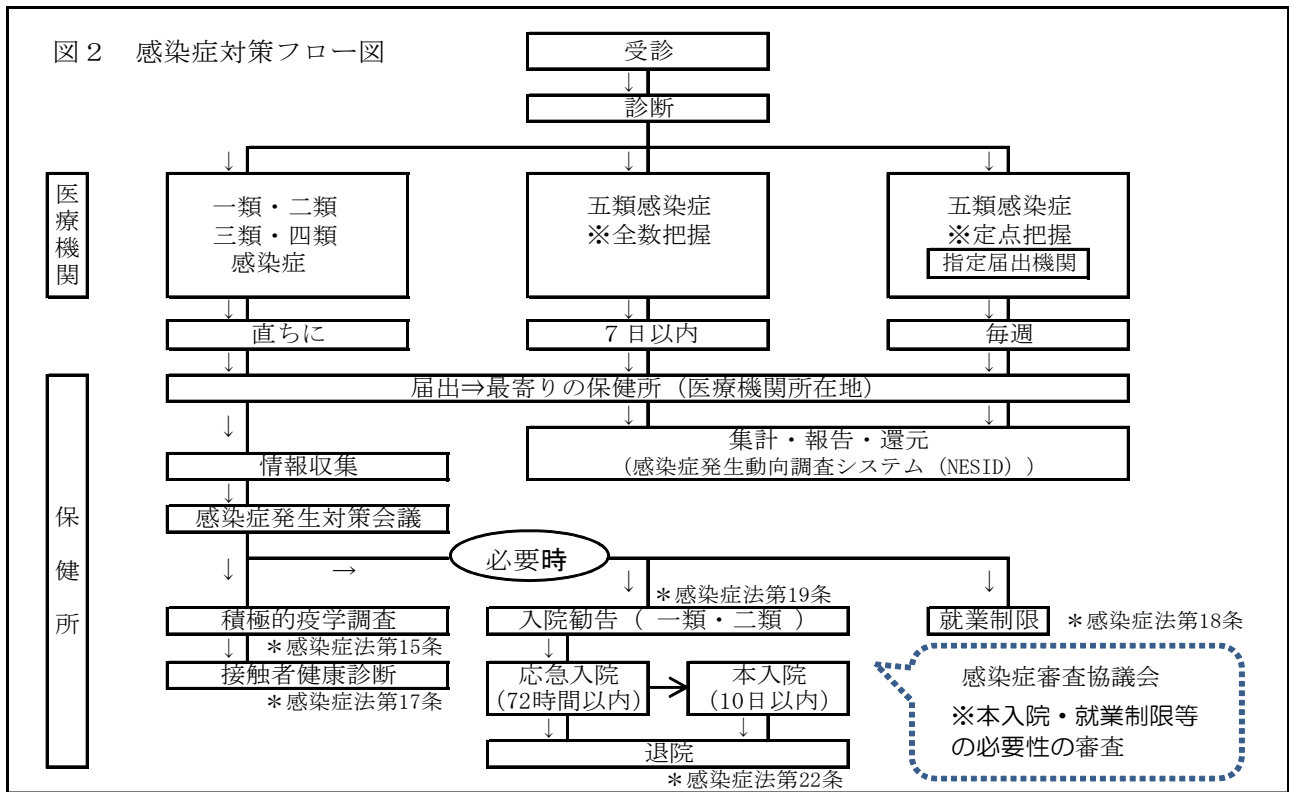 図２　感染症対策フロー図
受診
↓
診断
↓ ↓ ↓
医療機関
一類・二類
三類・四類
感染症
五類感染症
※全数把握
五類感染症
※定点把握
指定届出機関
↓ ↓ ↓
直ちに
７日以内
毎週
↓ ↓ ↓
届出⇒最寄りの保健所（医療機関所在地）
↓ ↓ ↓
保健所
集計・報告・還元
（感染症発生動向調査システム（NESID））
情報収集
↓
感染症発生対策会議
必要時
↓ → ↓ ↓
＊感染症法第19条
積極的疫学調査
入院勧告（ 一類・二類 ）
就業制限 ＊感染症法第18条
↓ ＊感染症法第15条
↓
接触者健康診断
＊感染症法第17条
応急入院
(72時間以内)
本入院
(10日以内)
感染症審査協議会
※本入院・就業制限等
の必要性の審査
↓ ↓
退院
＊感染症法第22条